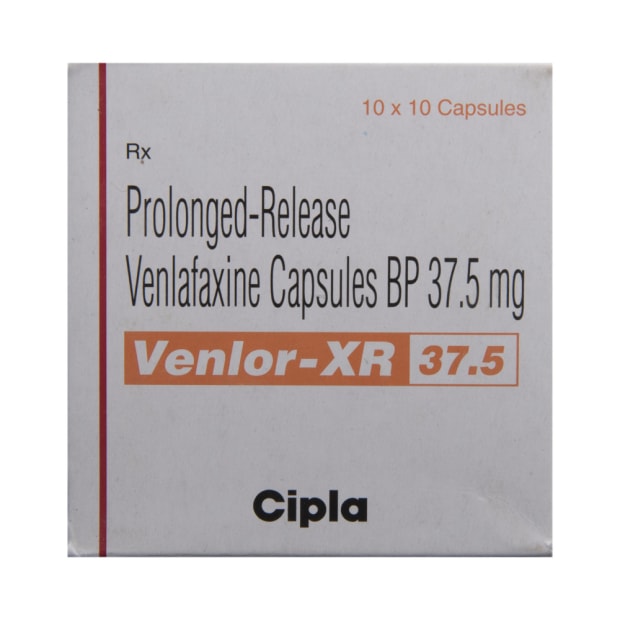 10 x 10 Capsules
Rx
Prolonged-Release
Venlafaxine Capsules BP 37.5 mg
Venlor-XR 37.5
Cipla